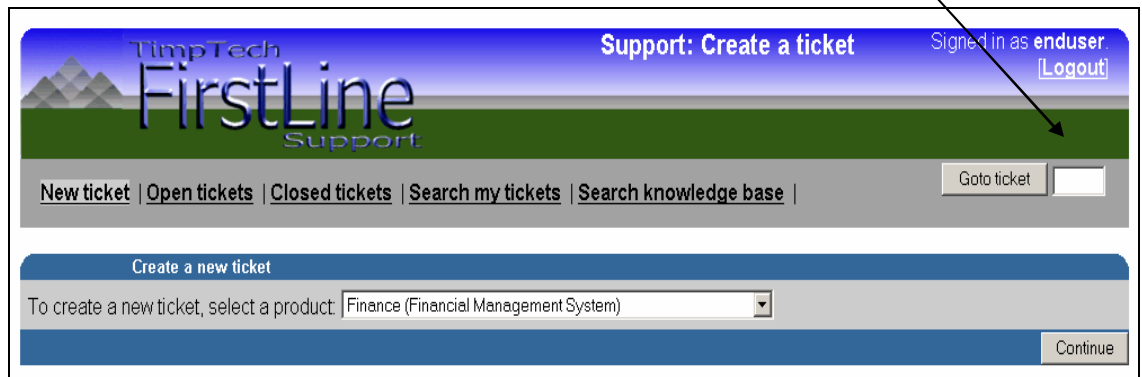 TimpTech
FirstLine
Support
Support: Create a ticket
Signed in as enduser.
[Logout]
New ticket | Open tickets | Closed tickets | Search my tickets | Search knowledge base |
Goto ticket
Create a new ticket
To create a new ticket, select a product: Finance (Financial Management System)
Continue